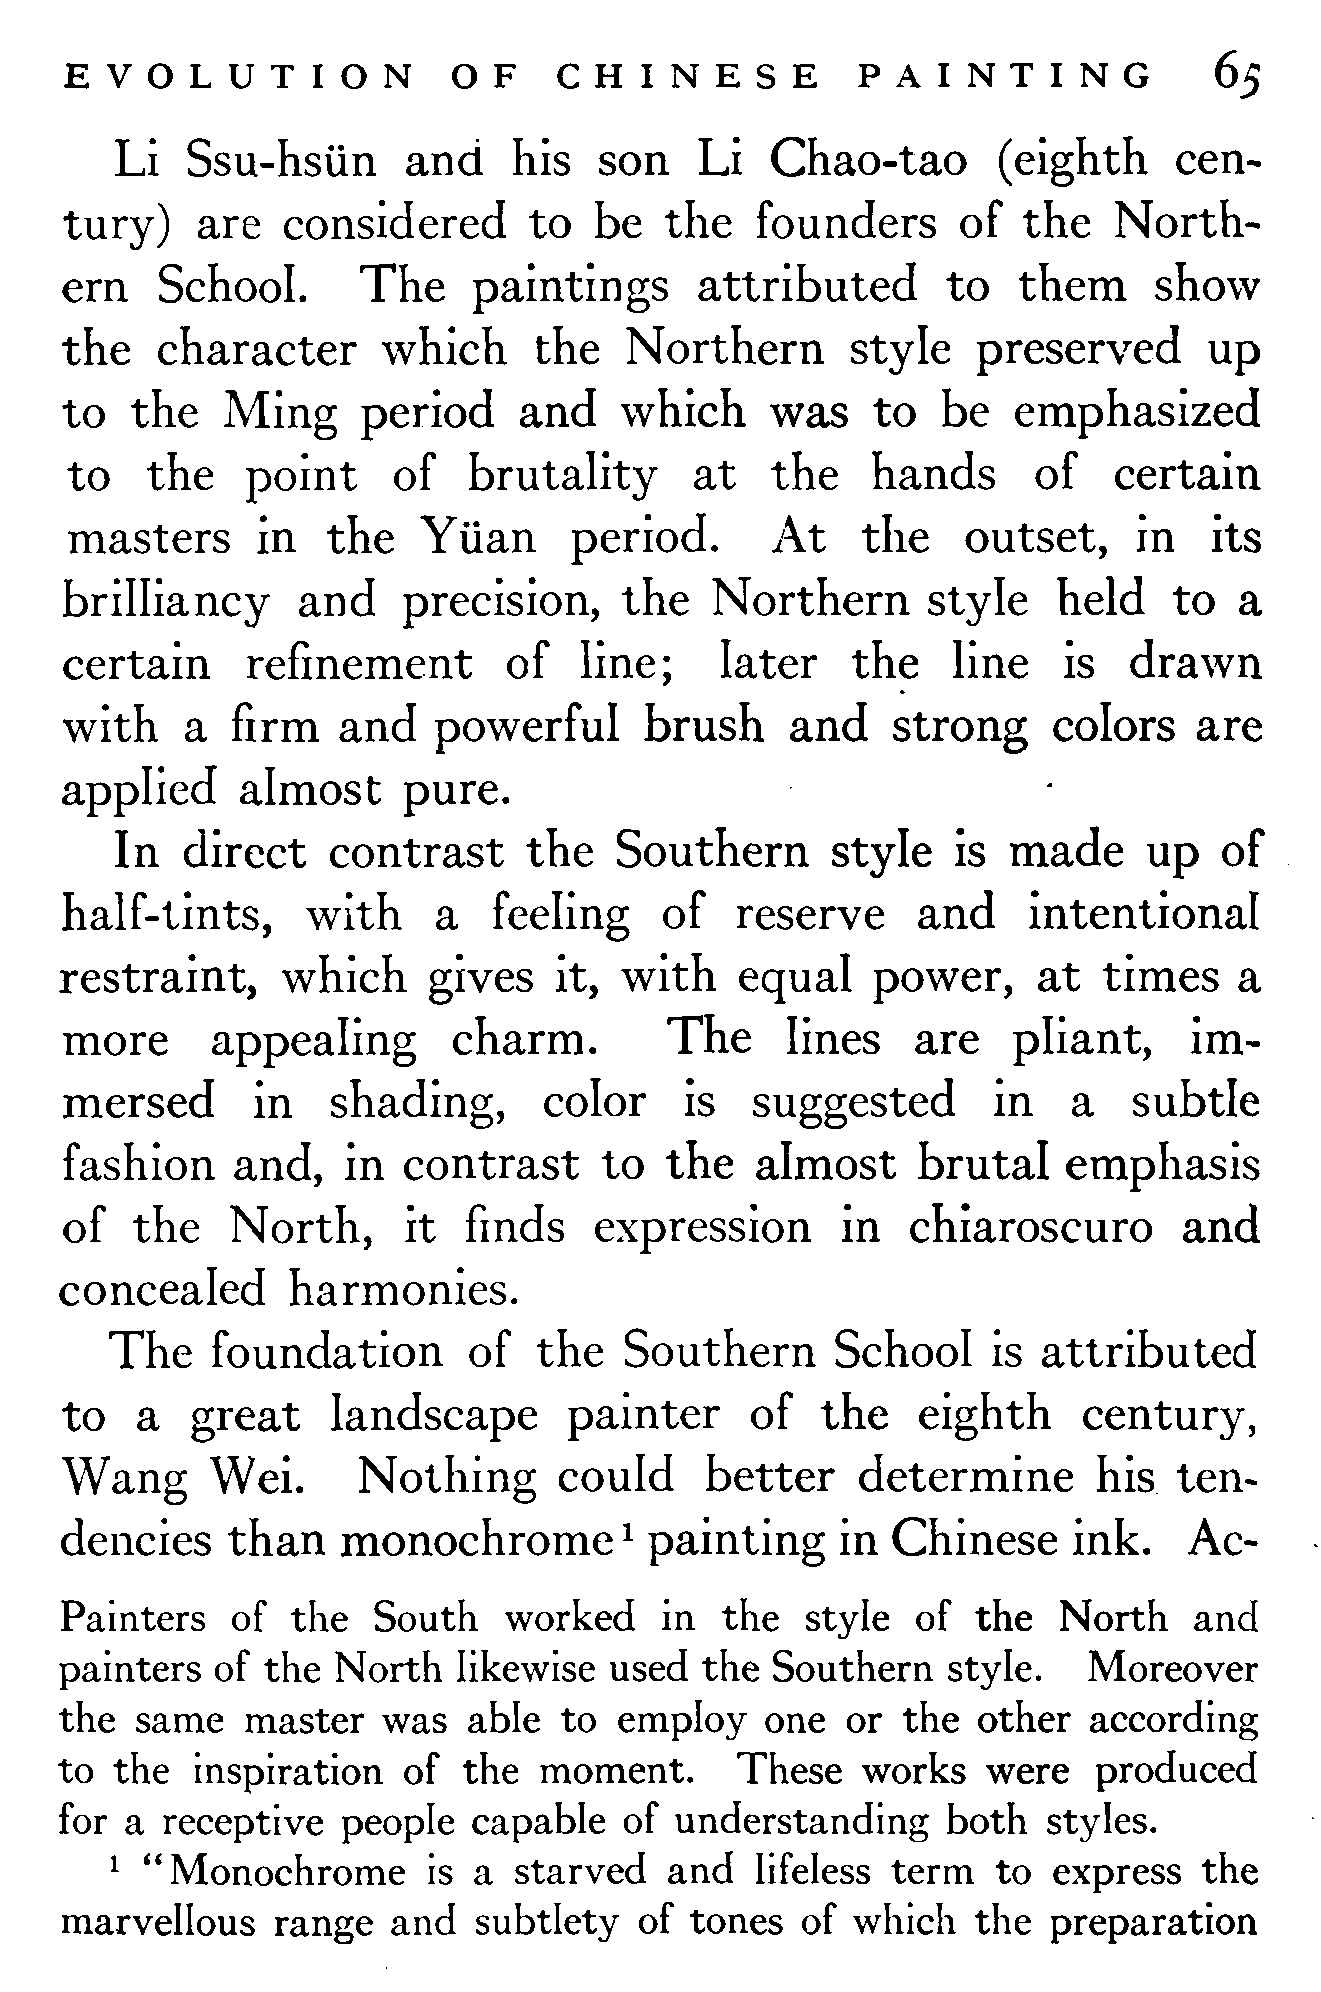 EVOLUTION OF CHINESE PAINTING 65
Li Ssu-hsün and his son Li Chao-tao (eighth cen-
tury) are considered to be the founders of the North-
ern School. The paintings attributed to them show
the character which the Northern style preserved up
to the Ming period and which was to be emphasized
to the point of brutality at the hands of certain
masters in the Yüan period. At the outset, in its
brilliancy and precision, the Northern style held to a
certain refinement of line; later the line is drawn
with a firm and powerful brush and strong colors are
applied almost pure.
In direct contrast the Southern style is made up of
half-tints, with a feeling of reserve and intentional
restraint, which gives it, with equal power, at times a
more appealing charm. The lines are pliant, im-
mersed in shading, color is suggested in a subtle
fashion and, in contrast to the almost brutal emphasis
of the North, it finds expression in chiaroscuro and
concealed harmonies.
The foundation of the Southern School is attributed
to a great landscape painter of the eighth century,
Wang Wei. Nothing could better determine his ten-
dencies than monochrome¹ painting in Chinese ink. Ac-
Painters of the South worked in the style of the North and
painters of the North likewise used the Southern style. Moreover
the same master was able to employ one or the other according
to the inspiration of the moment. These works were produced
for a receptive people capable of understanding both styles.
¹ “Monochrome is a starved and lifeless term to express the
marvellous range and subtlety of tones of which the preparation